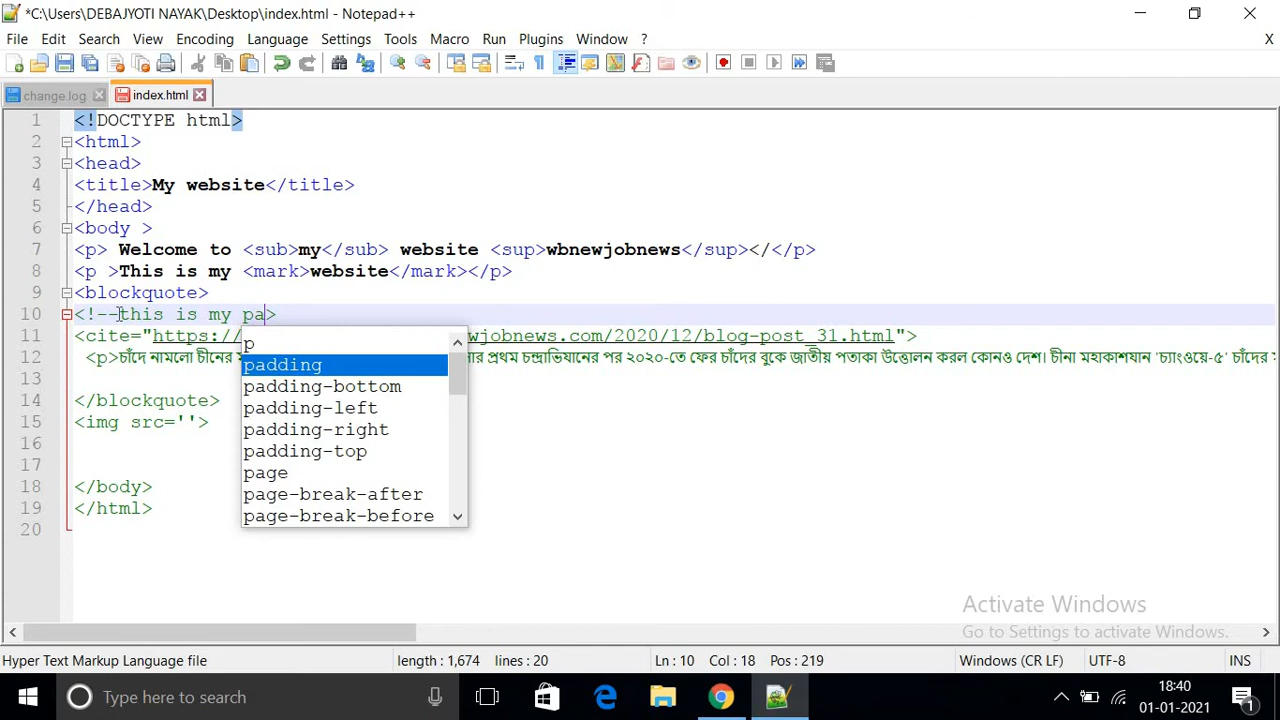 *C:\Users\DEBAJYOTI NAYAK\Desktop\index.html - Notepad++
File Edit Search View Encoding Language Settings Tools Macro Run Plugins Window ? X
change.log index.html
1 <!DOCTYPE html>
2 <html>
3 <head>
4 <title>My website</title>
5 </head>
6 <body >
7 <p> Welcome to <sub>my</sub> website <sup>wbnewjobnews</sup></</p>
8 <p >This is my <mark>website</mark></p>
9 <blockquote>
10 <!--this is my pa>
11 <cite="https:// wjobnews.com/2020/12/blog-post_31.html">
12 <p>চাঁদে নামলো চীনের লার প্রথম চন্দ্রাভিযানের পর ২০২০-তে ফের চাঁদের বুকে জাতীয় পতাকা উত্তোলন করল কোনও দেশ। চীনা মহাকাশযান 'চ্যাংওয়ে-৫' চাঁদের
13
14 </blockquote>
15 <img src=''>
16
17
18 </body>
19 </html>
20
p
padding
padding-bottom
padding-left
padding-right
padding-top
page
page-break-after
page-break-before
Activate Windows
Go to Settings to activate Windows.
Hyper Text Markup Language file length : 1,674 lines : 20 Ln : 10 Col : 18 Pos : 219 Windows (CR LF) UTF-8 INS
Type here to search
18:40
01-01-2021
1